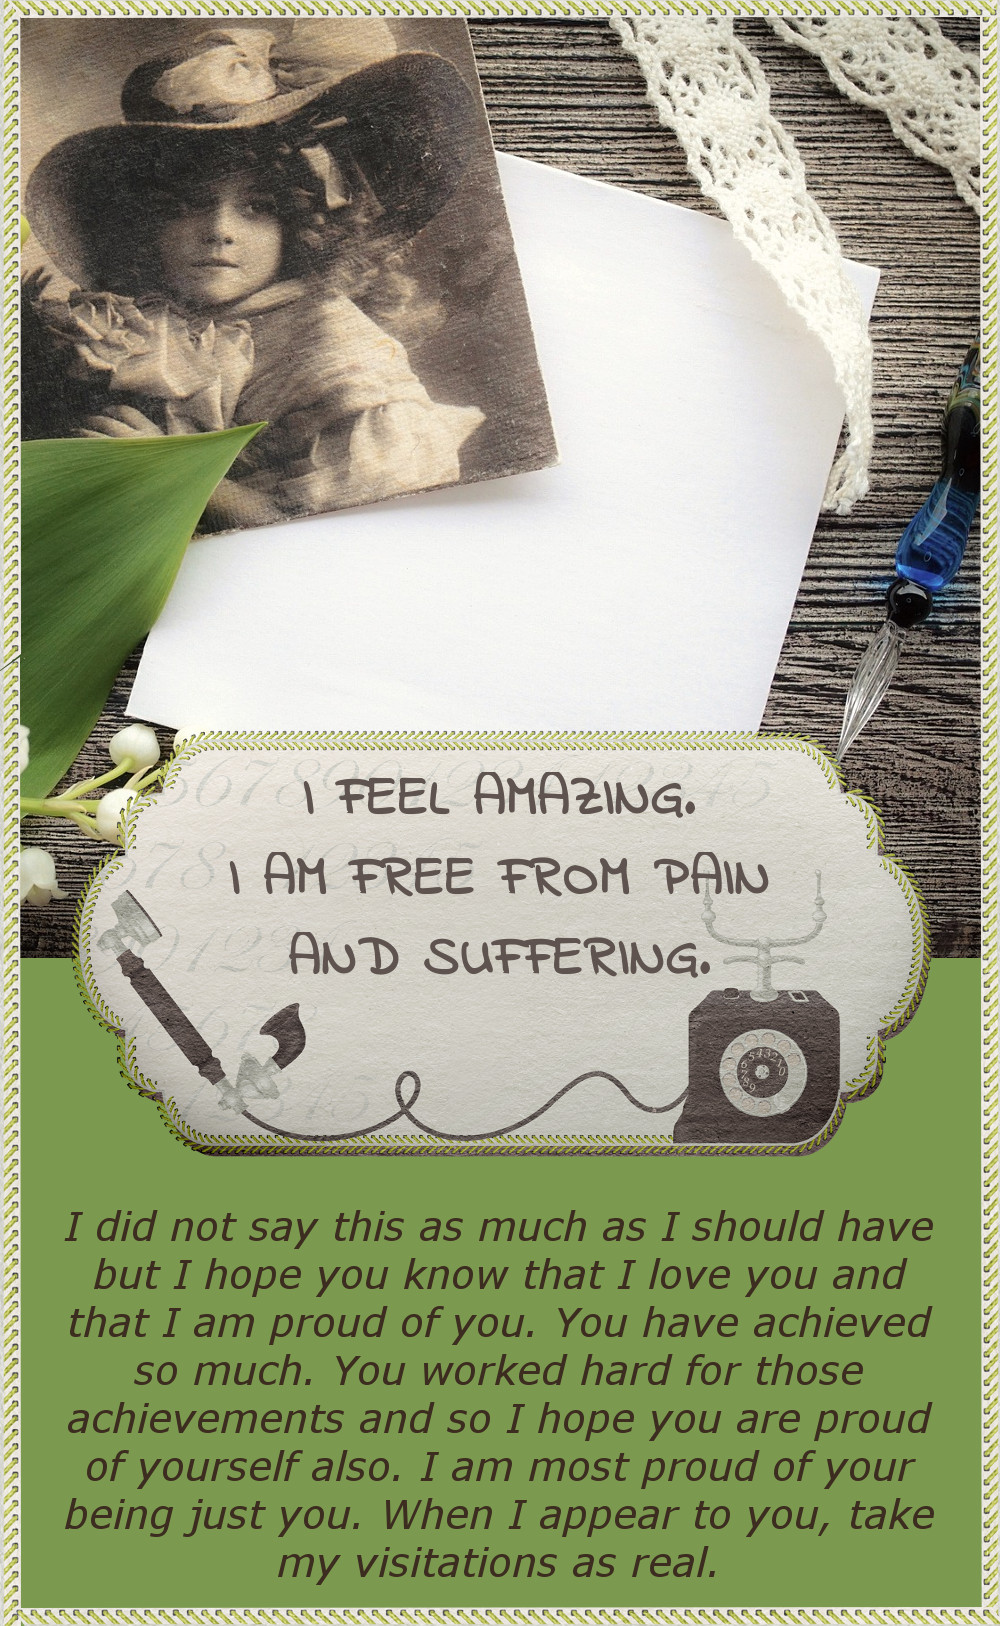 I FEEL AMAZING.
I AM FREE FROM PAIN
AND SUFFERING.
I did not say this as much as I should have
but I hope you know that I love you and
that I am proud of you. You have achieved
so much. You worked hard for those
achievements and so I hope you are proud
of yourself also. I am most proud of your
being just you. When I appear to you, take
my visitations as real.